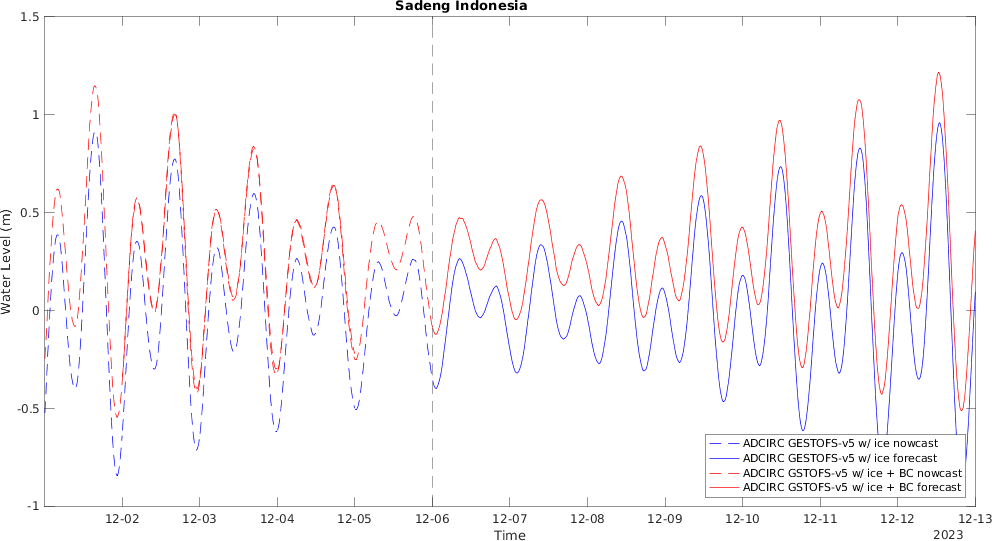 Sadeng Indonesia
1.5
1
0.5
0
-0.5
-1
Water Level (m)
ADCIRC GESTOFS-v5 w/ ice nowcast
ADCIRC GESTOFS-v5 w/ ice forecast
ADCIRC GSTOFS-v5 w/ ice + BC nowcast
ADCIRC GSTOFS-v5 w/ ice + BC forecast
12-02 12-03 12-04 12-05 12-06 12-07 12-08 12-09 12-10 12-11 12-12 12-13
Time
2023